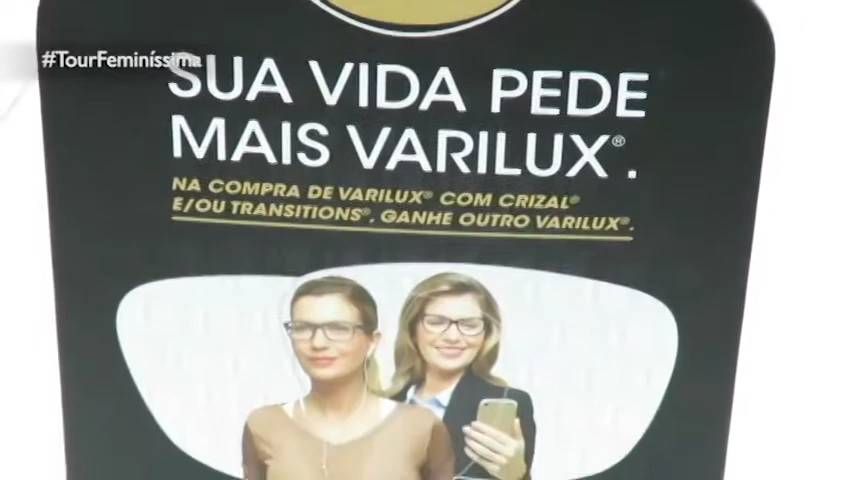 #TourFeminíssima
SUA VIDA PEDE
MAIS VARILUX®.
NA COMPRA DE VARILUX® COM CRIZAL®
E/OU TRANSITIONS®, GANHE OUTRO VARILUX®.